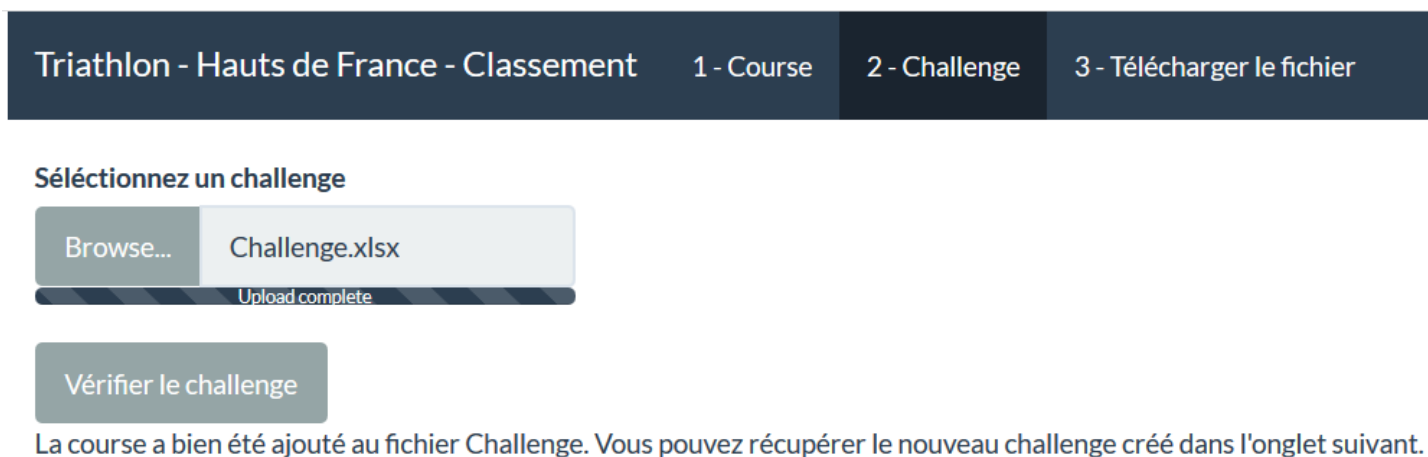 Triathlon - Hauts de France - Classement 1 - Course 2 - Challenge 3 - Télécharger le fichier
Séléctionnez un challenge
Browse... Challenge.xlsx
Upload complete
Vérifier le challenge
La course a bien été ajouté au fichier Challenge. Vous pouvez récupérer le nouveau challenge créé dans l'onglet suivant.